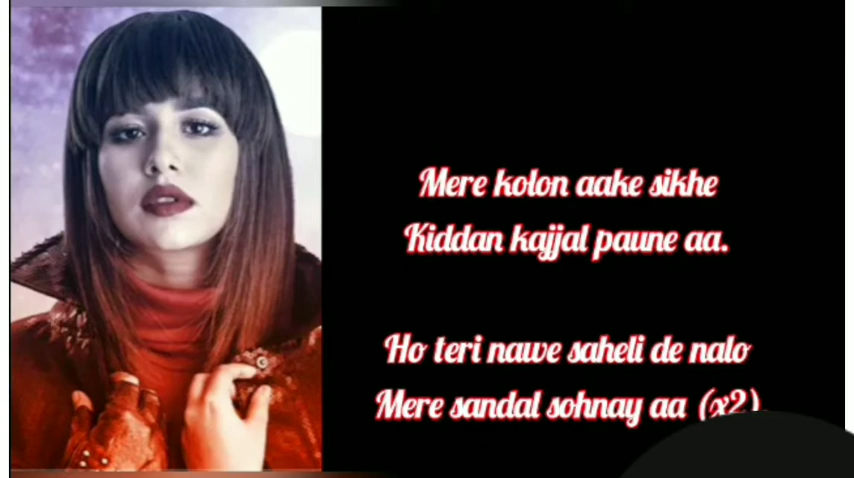 Mere kolon aake sikhe
Kiddan kajjal paune aa.
Ho teri nawe saheli de nalo
Mere sandal sohnay aa (x2)